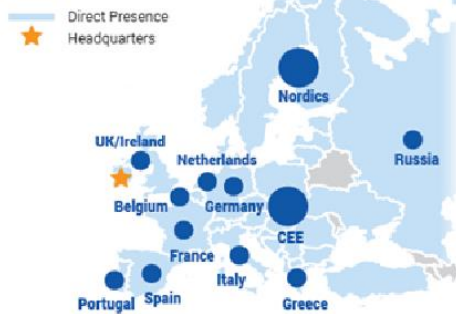 Direct Presence
Headquarters
Nordics
UK/Ireland
Russia
Netherlands
Belgium
Germany
CEE
France
Italy
Portugal
Spain
Greece